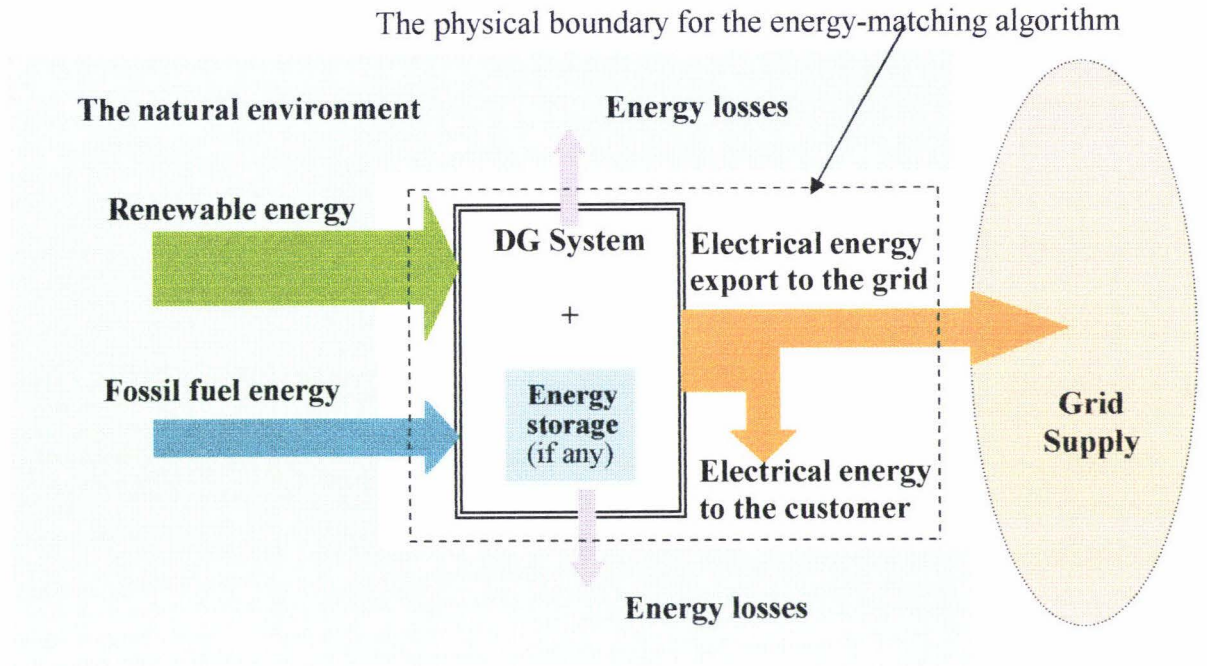 The physical boundary for the energy-matching algorithm
The natural environment
Energy losses
Renewable energy
DG System
+
Energy
storage
(if any)
Electrical energy
export to the grid
Fossil fuel energy
Electrical energy
to the customer
Grid
Supply
Energy losses